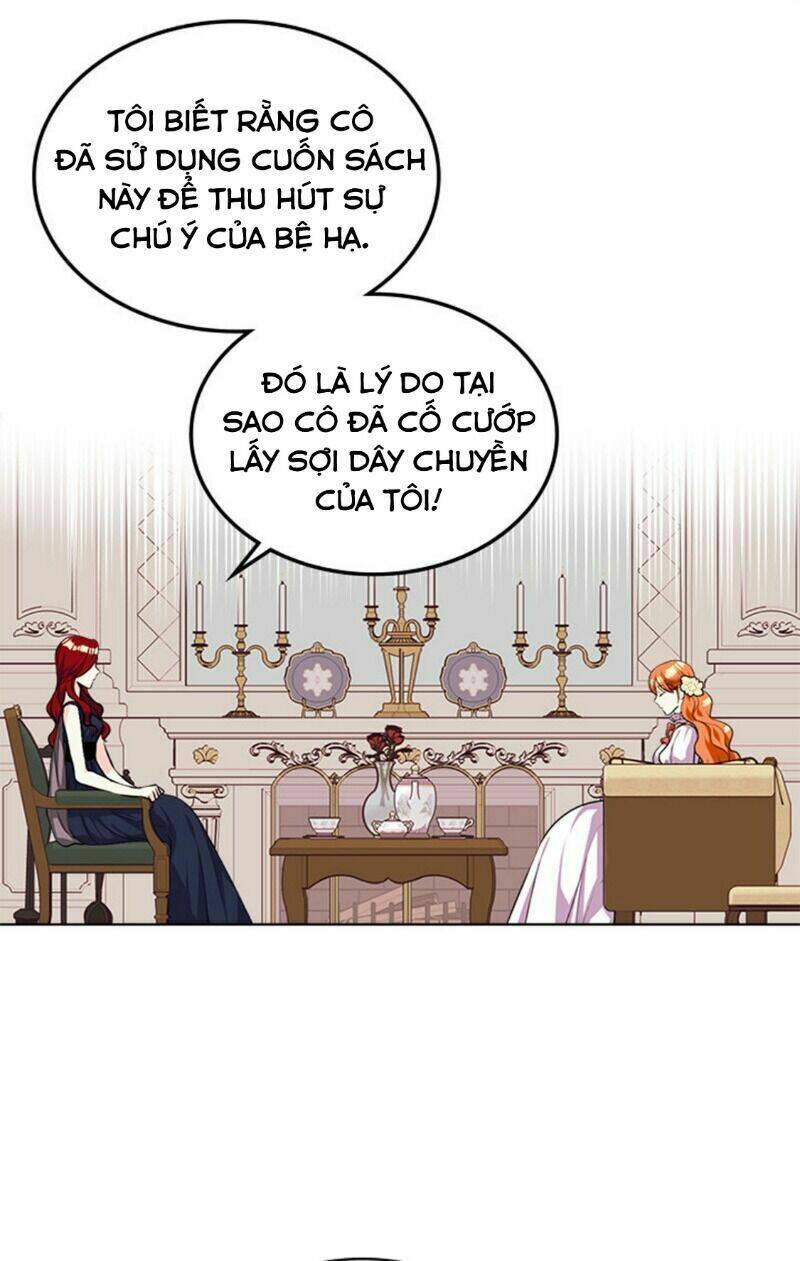 TÔI BIẾT RẰNG CÔ
ĐÃ SỬ DỤNG CUỐN SÁCH
NÀY ĐỂ THU HÚT SỰ
CHÚ Ý CỦA BỆ HẠ.
ĐÓ LÀ LÝ DO TẠI
SAO CÔ ĐÃ CỐ CƯỚP
LẤY SỢI DÂY CHUYỀN
CỦA TÔI!